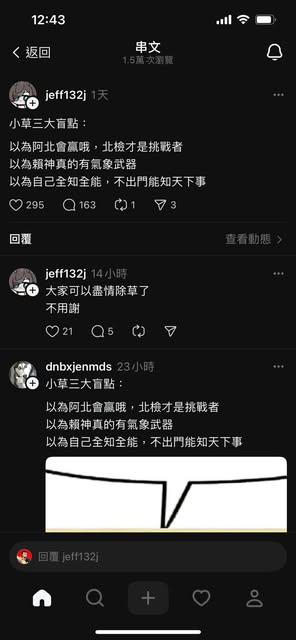 12:43
返回
串文
1.5萬 次瀏覽
jeff132j 1天
小草三大盲點：
以為阿北會贏哦，北檢才是挑戰者
以為賴神真的有氣象武器
以為自己全知全能，不出門能知天下事
295 163 1 3
回覆
查看動態
jeff132j 14小時
大家可以盡情除草了
不用謝
21 5
dnbxjenmds 23小時
小草三大盲點：
以為阿北會贏哦，北檢才是挑戰者
以為賴神真的有氣象武器
以為自己全知全能，不出門能知天下事
回覆 jeff132j